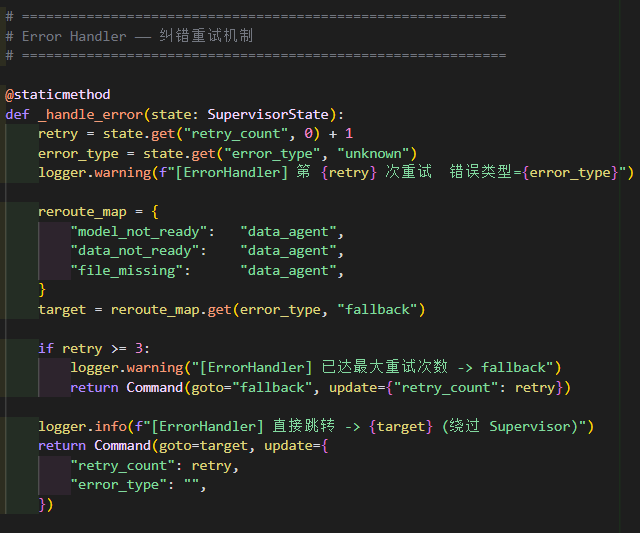 # ============================================================
# Error Handler —— 纠错重试机制
# ============================================================
@staticmethod
def _handle_error(state: SupervisorState):
    retry = state.get("retry_count", 0) + 1
    error_type = state.get("error_type", "unknown")
    logger.warning(f"[ErrorHandler] 第 {retry} 次重试  错误类型={error_type}")
    reroute_map = {
        "model_not_ready":   "data_agent",
        "data_not_ready":    "data_agent",
        "file_missing":      "data_agent",
    }
    target = reroute_map.get(error_type, "fallback")
    if retry >= 3:
        logger.warning("[ErrorHandler] 已达最大重试次数 -> fallback")
        return Command(goto="fallback", update={"retry_count": retry})
    logger.info(f"[ErrorHandler] 直接跳转 -> {target} (绕过 Supervisor)")
    return Command(goto=target, update={
        "retry_count": retry,
        "error_type": "",
    })